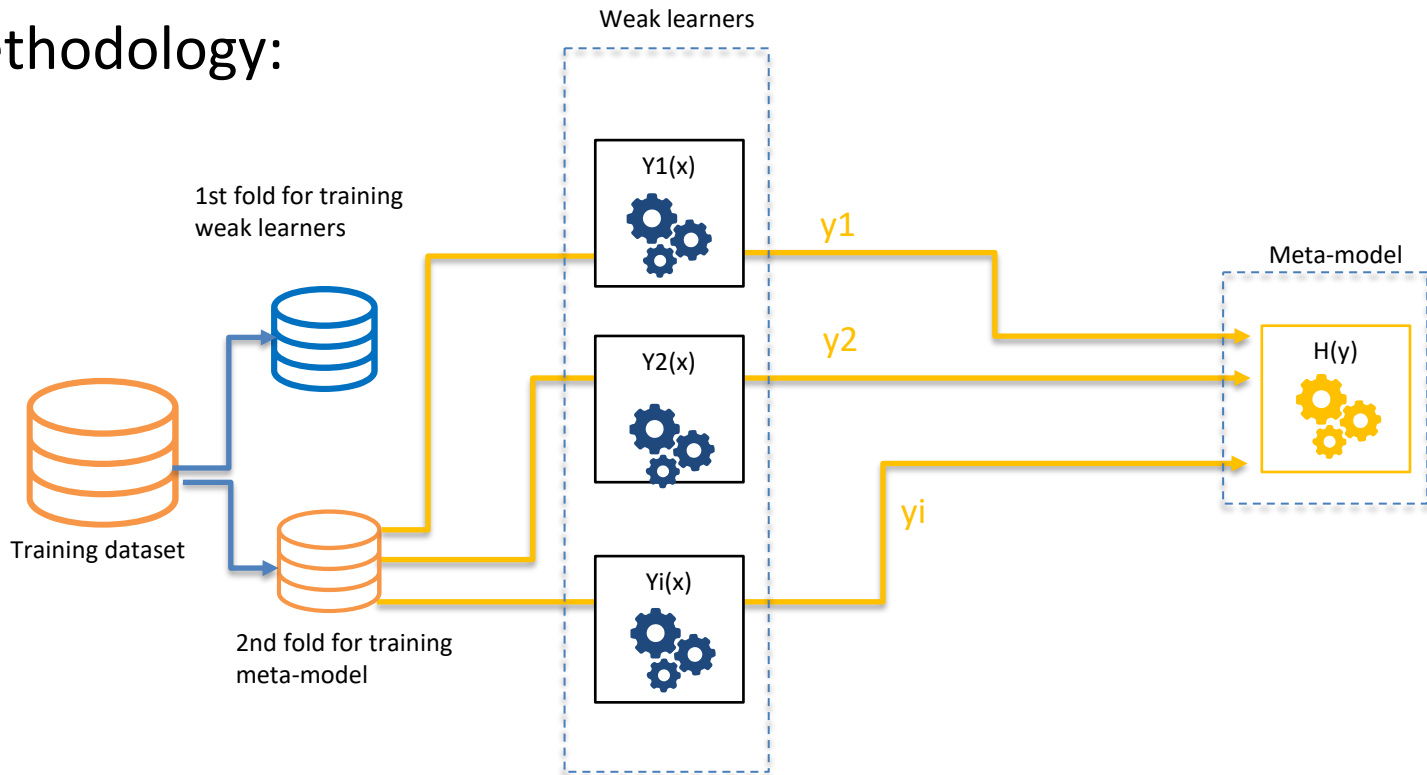 ethodology:
Weak learners
1st fold for training
weak learners
Y1(x)
y1
Meta-model
Y2(x)
y2
H(y)
Training dataset
yi
Yi(x)
2nd fold for training
meta-model